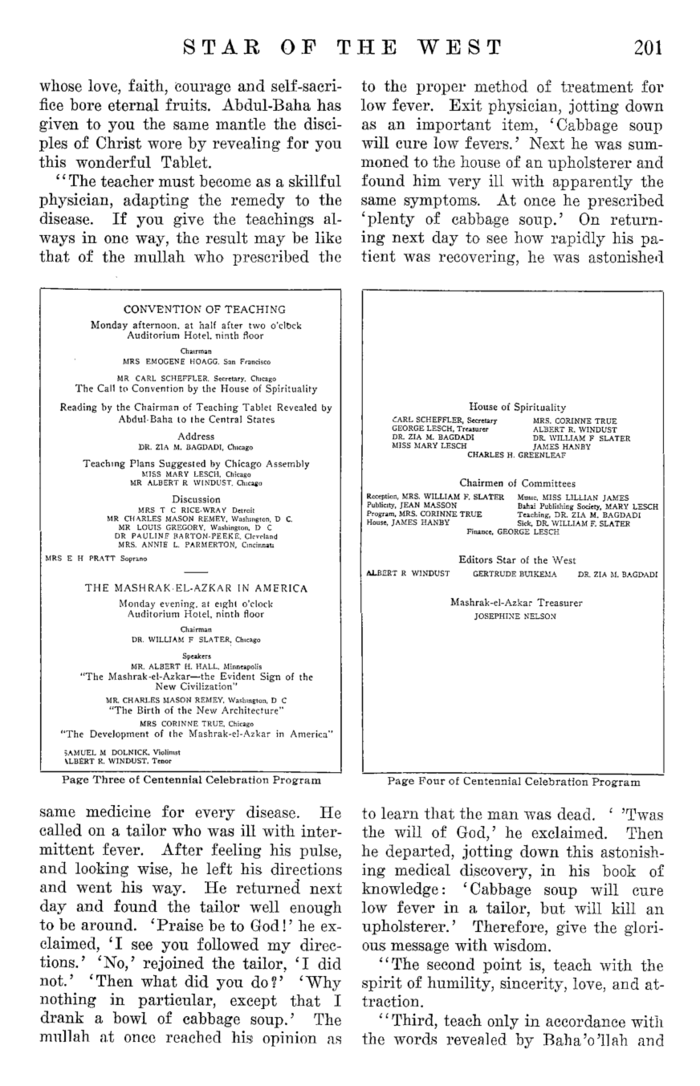 STAR OF THE WEST 201
whose love, faith, courage and self-sacri-
fice bore eternal fruits. Abdul-Baha has
given to you the same mantle the disci-
ples of Christ wore by revealing for you
this wonderful Tablet.
“The teacher must become as a skillful
physician, adapting the remedy to the
disease. If you give the teachings al-
ways in one way, the result may be like
that of the mullah who prescribed the
CONVENTION OF TEACHING
Monday afternoon, at half after two o'clock
Auditorium Hotel, ninth floor
Chairman
MRS EMOGENE HOAGG, San Francisco
MR CARL SCHEFFLER, Secretary, Chicago
The Call to Convention by the House of Spirituality
Reading by the Chairman of Teaching Tablet Revealed by
Abdul-Baha to the Central States
Address
DR. ZIA M. BAGDADI, Chicago
Teaching Plans Suggested by Chicago Assembly
MISS MARY LESCH, Chicago
MR ALBERT R. WINDUST, Chicago
Discussion
MRS T C RICE-WRAY Detroit
MR CHARLES MASON REMEY, Washington, D C.
MR LOUIS GREGORY, Washington, D C
DR PAULINE BARTON-PEEKE, Cleveland
MRS. ANNIE L. PARMERTON, Cincinnati
MRS E H PRATT Soprano
THE MASHRAK-EL-AZKAR IN AMERICA
Monday evening, at eight o'clock
Auditorium Hotel, ninth floor
Chairman
DR. WILLIAM F SLATER, Chicago
Speakers
MR. ALBERT H. HALL, Minneapolis
"The Mashrak-el-Azkar—the Evident Sign of the
New Civilization"
MR. CHARLES MASON REMEY, Washington, D C
"The Birth of the New Architecture"
MRS CORINNE TRUE, Chicago
"The Development of the Mashrak-el-Azkar in America"
SAMUEL M DOLNICK, Violinist
ALBERT R. WINDUST, Tenor
Page Three of Centennial Celebration Program
same medicine for every disease. He
called on a tailor who was ill with inter-
mittent fever. After feeling his pulse,
and looking wise, he left his directions
and went his way. He returned next
day and found the tailor well enough
to be around. ‘Praise be to God!’ he ex-
claimed, ‘I see you followed my direc-
tions.’ ‘No,’ rejoined the tailor, ‘I did
not.’ ‘Then what did you do?’ ‘Why
nothing in particular, except that I
drank a bowl of cabbage soup.’ The
mullah at once reached his opinion as
to the proper method of treatment for
low fever. Exit physician, jotting down
as an important item, ‘Cabbage soup
will cure low fevers.’ Next he was sum-
moned to the house of an upholsterer and
found him very ill with apparently the
same symptoms. At once he prescribed
‘plenty of cabbage soup.’ On return-
ing next day to see how rapidly his pa-
tient was recovering, he was astonished
House of Spirituality
CARL SCHEFFLER, Secretary MRS. CORINNE TRUE
GEORGE LESCH, Treasurer ALBERT R. WINDUST
DR. ZIA M. BAGDADI DR. WILLIAM F SLATER
MISS MARY LESCH JAMES HANBY
CHARLES H. GREENLEAF
Chairmen of Committees
Reception, MRS. WILLIAM F. SLATER Music, MISS LILLIAN JAMES
Publicity, JEAN MASSON Bahai Publishing Society, MARY LESCH
Program, MRS. CORINNE TRUE Teaching, DR. ZIA M. BAGDADI
House, JAMES HANBY Sick, DR. WILLIAM F. SLATER
Finance, GEORGE LESCH
Editors Star of the West
ALBERT R WINDUST GERTRUDE BUIKEMA DR. ZIA M. BAGDADI
Mashrak-el-Azkar Treasurer
JOSEPHINE NELSON
Page Four of Centennial Celebration Program
to learn that the man was dead. ‘ ’Twas
the will of God,’ he exclaimed. Then
he departed, jotting down this astonish-
ing medical discovery, in his book of
knowledge: ‘Cabbage soup will cure
low fever in a tailor, but will kill an
upholsterer.’ Therefore, give the glori-
ous message with wisdom.
“The second point is, teach with the
spirit of humility, sincerity, love, and at-
traction.
“Third, teach only in accordance with
the words revealed by Baha’o’llah and